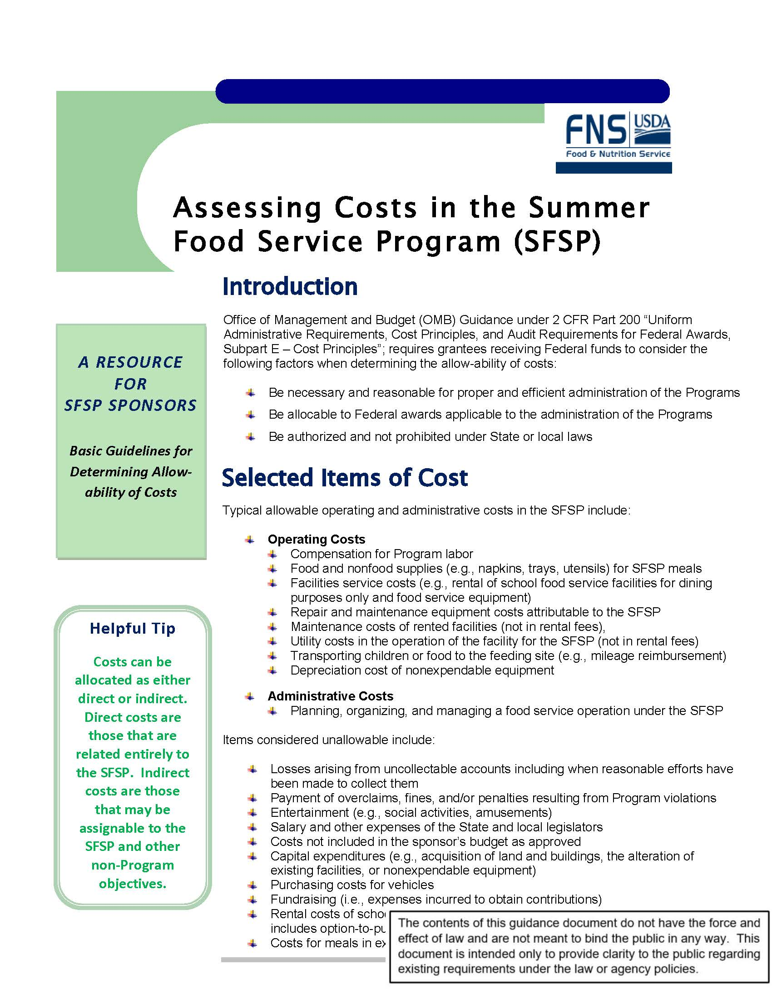 FNS USDA
Food & Nutrition Service
Assessing Costs in the Summer
Food Service Program (SFSP)
A RESOURCE
FOR
SFSP SPONSORS
Basic Guidelines for
Determining Allow-
ability of Costs
Helpful Tip
Costs can be
allocated as either
direct or indirect.
Direct costs are
those that are
related entirely to
the SFSP.  Indirect
costs are those
that may be
assignable to the
SFSP and other
non-Program
objectives.
Introduction
Office of Management and Budget (OMB) Guidance under 2 CFR Part 200 “Uniform
Administrative Requirements, Cost Principles, and Audit Requirements for Federal Awards,
Subpart E – Cost Principles”; requires grantees receiving Federal funds to consider the
following factors when determining the allow-ability of costs:
Be necessary and reasonable for proper and efficient administration of the Programs
Be allocable to Federal awards applicable to the administration of the Programs
Be authorized and not prohibited under State or local laws
Selected Items of Cost
Typical allowable operating and administrative costs in the SFSP include:
Operating Costs
Compensation for Program labor
Food and nonfood supplies (e.g., napkins, trays, utensils) for SFSP meals
Facilities service costs (e.g., rental of school food service facilities for dining
purposes only and food service equipment)
Repair and maintenance equipment costs attributable to the SFSP
Maintenance costs of rented facilities (not in rental fees),
Utility costs in the operation of the facility for the SFSP (not in rental fees)
Transporting children or food to the feeding site (e.g., mileage reimbursement)
Depreciation cost of nonexpendable equipment
Administrative Costs
Planning, organizing, and managing a food service operation under the SFSP
Items considered unallowable include:
Losses arising from uncollectable accounts including when reasonable efforts have
been made to collect them
Payment of overclaims, fines, and/or penalties resulting from Program violations
Entertainment (e.g., social activities, amusements)
Salary and other expenses of the State and local legislators
Costs not included in the sponsor’s budget as approved
Capital expenditures (e.g., acquisition of land and buildings, the alteration of
existing facilities, or nonexpendable equipment)
Purchasing costs for vehicles
Fundraising (i.e., expenses incurred to obtain contributions)
Rental costs of
includes
Costs for meals in
The contents of this guidance document do not have the force and
effect of law and are not meant to bind the public in any way.  This
document is intended only to provide clarity to the public regarding
existing requirements under the law or agency policies.